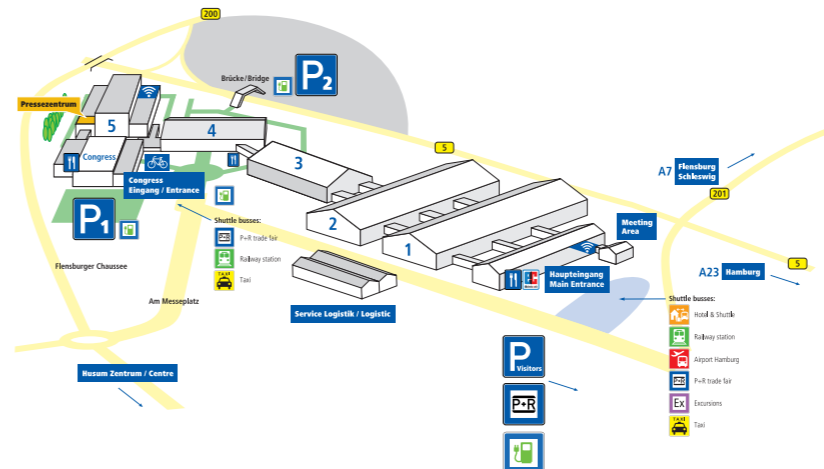 200
Brücke/Bridge
P2
Pressezentrum
5
4
Congress
3
5
A7
Flensburg
Schleswig
201
Congress
Eingang / Entrance
P1
2
1
Meeting
Area
Shuttle busses:
P+R
P+R trade fair
Railway station
TAXI
Taxi
Flensburger Chaussee
Am Messeplatz
Haupteingang
Main Entrance
A23
Hamburg
5
Service Logistik / Logistic
Shuttle busses:
Hotel & Shuttle
Railway station
Airport Hamburg
P+R
P+R trade fair
Ex
Excursions
TAXI
Taxi
P
Visitors
P+R
Husum Zentrum / Centre